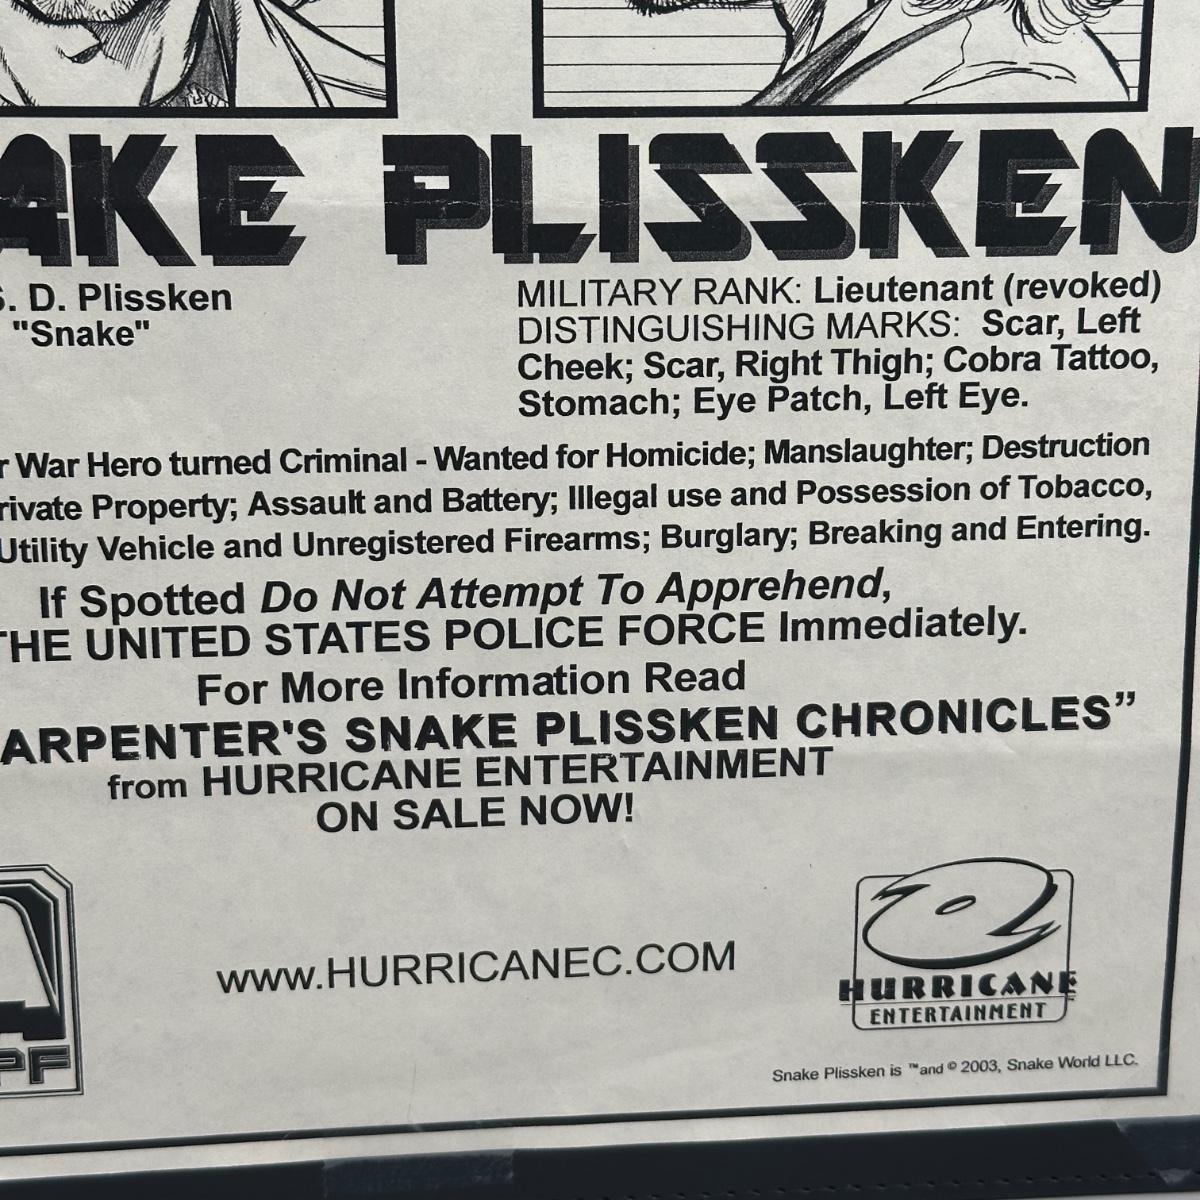 AKE PLISSKEN
S. D. Plissken
"Snake"
MILITARY RANK: Lieutenant (revoked)
DISTINGUISHING MARKS: Scar, Left
Cheek; Scar, Right Thigh; Cobra Tattoo,
Stomach; Eye Patch, Left Eye.
r War Hero turned Criminal - Wanted for Homicide; Manslaughter; Destruction
rivate Property; Assault and Battery; Illegal use and Possession of Tobacco,
Utility Vehicle and Unregistered Firearms; Burglary; Breaking and Entering.
If Spotted Do Not Attempt To Apprehend,
THE UNITED STATES POLICE FORCE Immediately.
For More Information Read
ARPENTER'S SNAKE PLISSKEN CHRONICLES”
from HURRICANE ENTERTAINMENT
ON SALE NOW!
PF
www.HURRICANEC.COM
HURRICANE
ENTERTAINMENT
Snake Plissken is ™and © 2003, Snake World LLC.